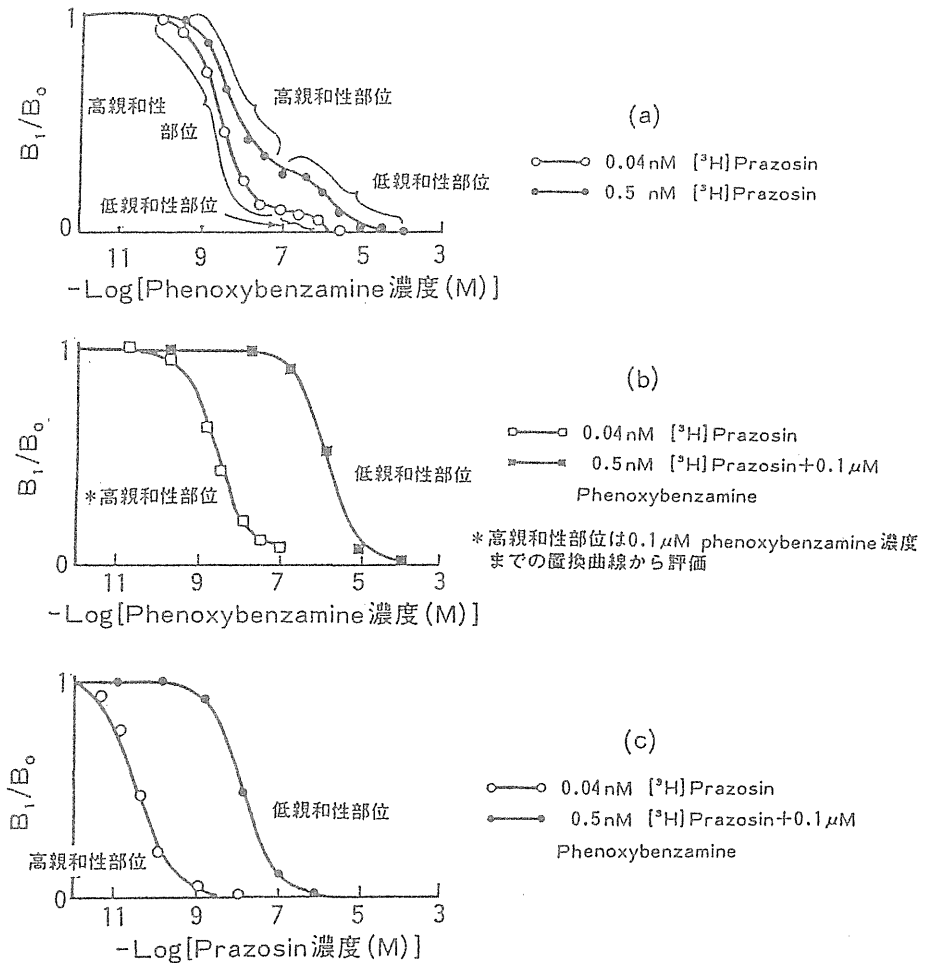 1
B₁/B₀
0
高親和性
部位
高親和性部位
低親和性部位
低親和性部位
11 9 7 5 3
-Log[Phenoxybenzamine濃度(M)]
(a)
0.04nM [³H]Prazosin
0.5 nM [³H]Prazosin
1
B₁/B₀
0
*高親和性部位
低親和性部位
11 9 7 5 3
-Log[Phenoxybenzamine濃度(M)]
(b)
0.04nM [³H]Prazosin
0.5nM [³H]Prazosin+0.1μM
Phenoxybenzamine
*高親和性部位は0.1μM phenoxybenzamine濃度
までの置換曲線から評価
1
B₁/B₀
0
高親和性部位
低親和性部位
11 9 7 5 3
-Log[Prazosin濃度(M)]
(c)
0.04nM [³H]Prazosin
0.5nM [³H]Prazosin+0.1μM
Phenoxybenzamine